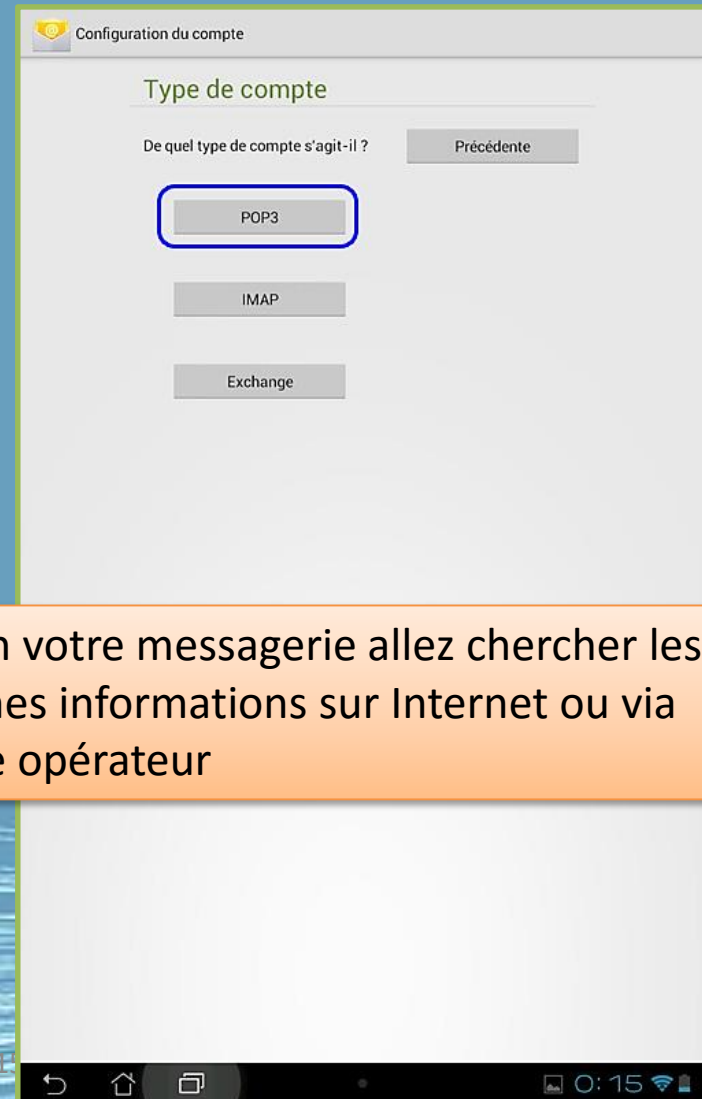 Configuration du compte
Type de compte
De quel type de compte s'agit-il ?
Précédente
POP3
IMAP
Exchange
votre messagerie allez chercher les
informations sur Internet ou via
opérateur
0:15